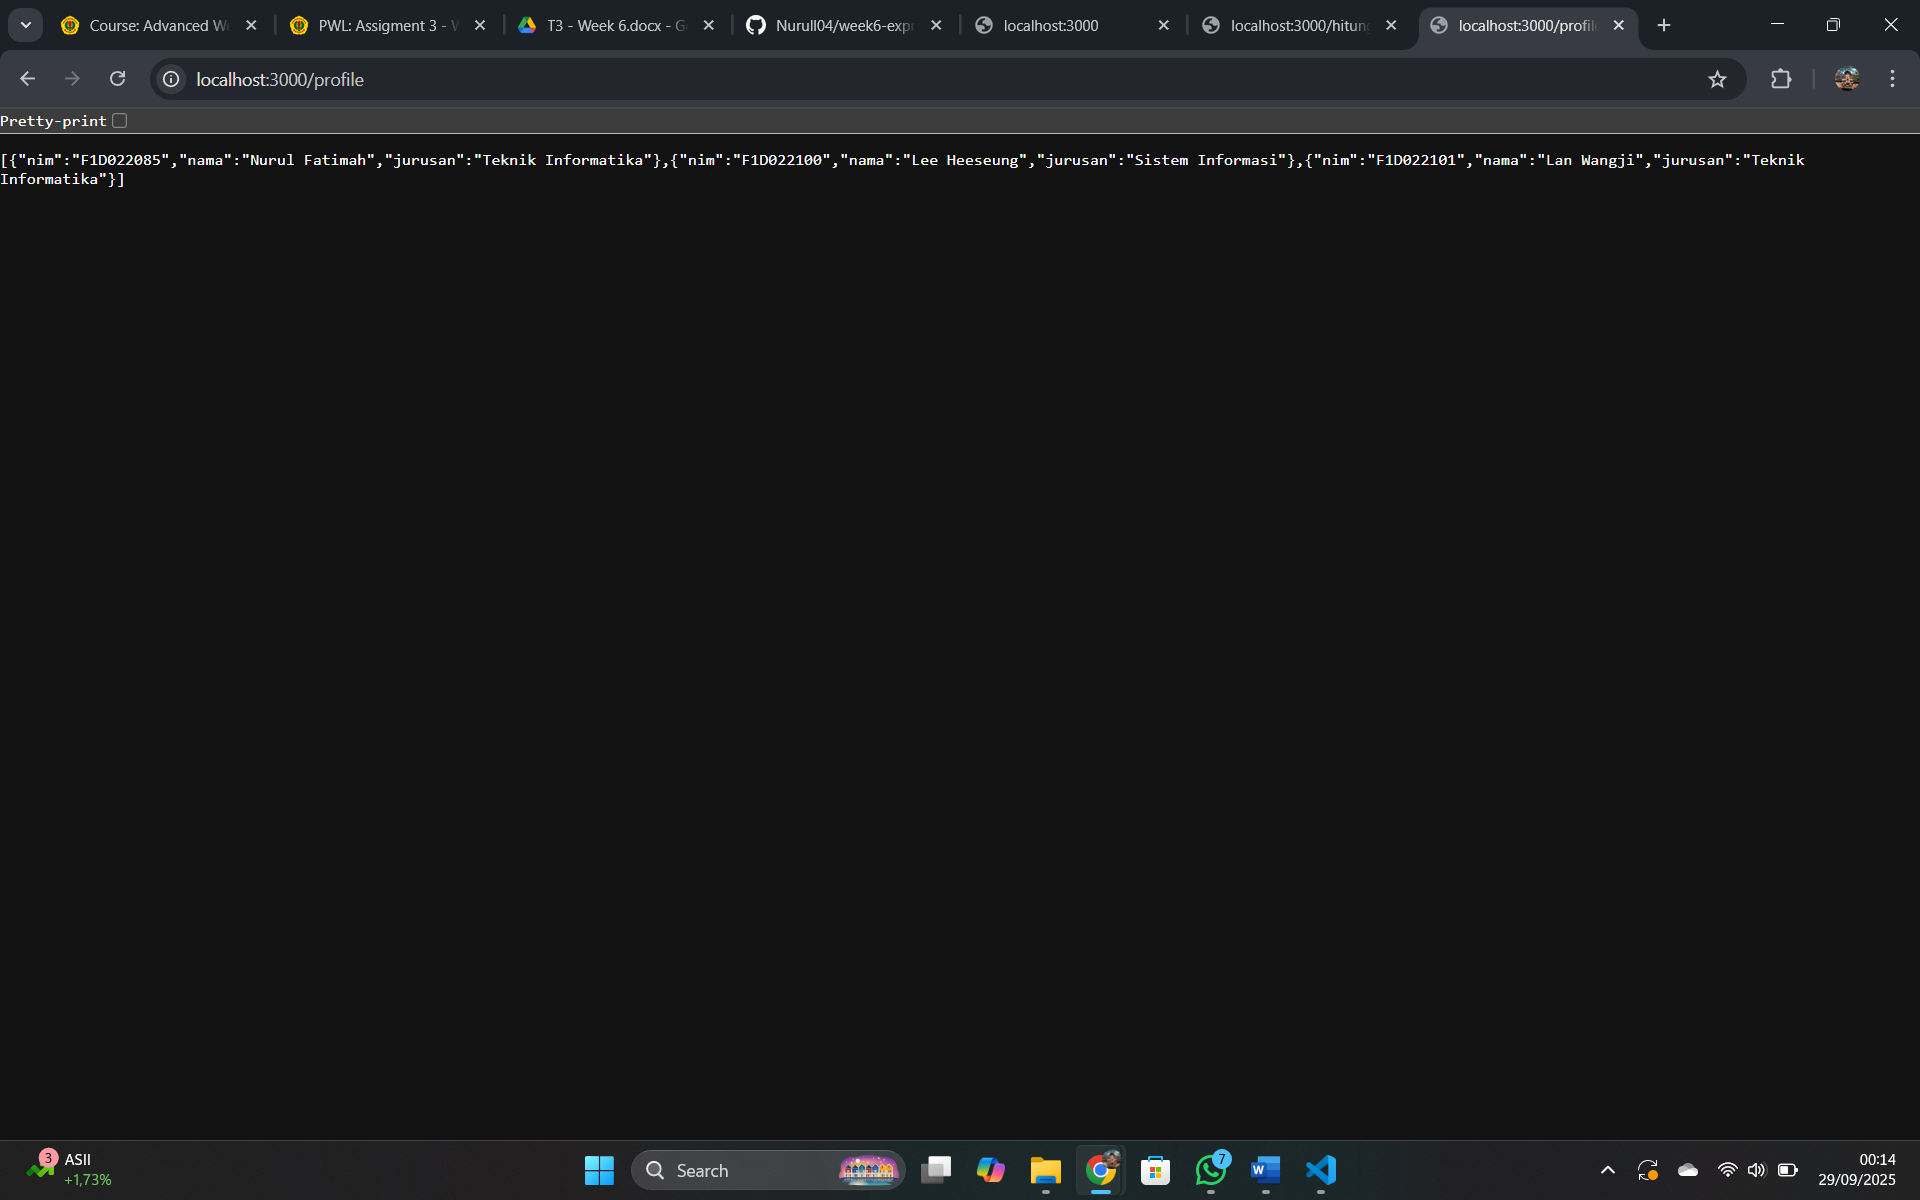 Course: Advanced We
PWL: Assigment 3 - W
T3 - Week 6.docx - G
Nurull04/week6-expr
localhost:3000
localhost:3000/hitung
localhost:3000/profile
localhost:3000/profile
Pretty-print
[{"nim":"F1D022085","nama":"Nurul Fatimah","jurusan":"Teknik Informatika"},{"nim":"F1D022100","nama":"Lee Heeseung","jurusan":"Sistem Informasi"},{"nim":"F1D022101","nama":"Lan Wangji","jurusan":"Teknik
Informatika"}]
3
ASII
+1,73%
Search
7
W
00:14
29/09/2025